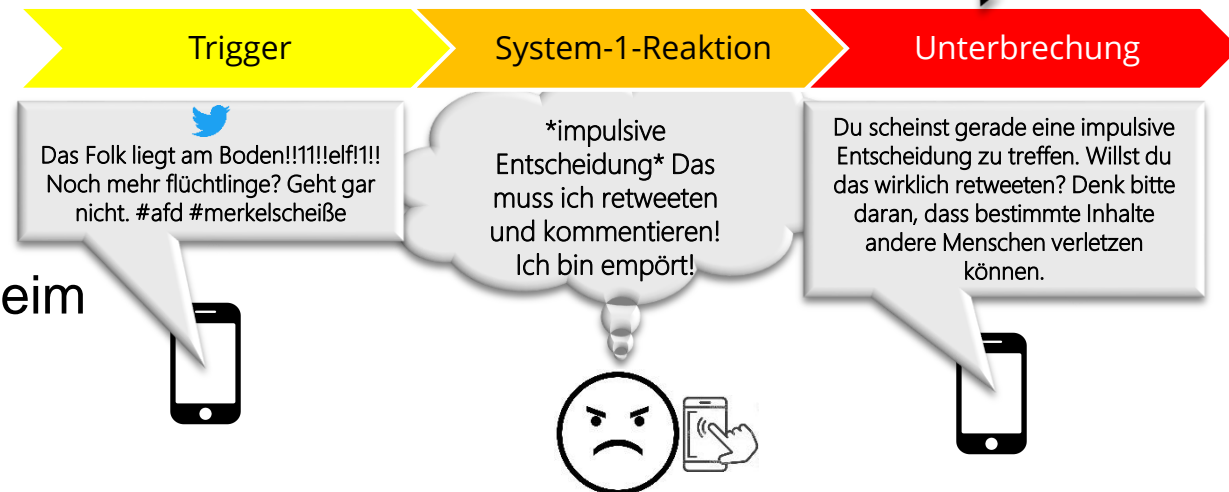 Trigger
System-1-Reaktion
Unterbrechung
Das Folk liegt am Boden!!11!!elf!1!!
Noch mehr flüchtlinge? Geht gar
nicht. #afd #merkelscheiße
*impulsive
Entscheidung* Das
muss ich retweeten
und kommentieren!
Ich bin empört!
Du scheinst gerade eine impulsive
Entscheidung zu treffen. Willst du
das wirklich retweeten? Denk bitte
daran, dass bestimmte Inhalte
andere Menschen verletzen
können.
eim